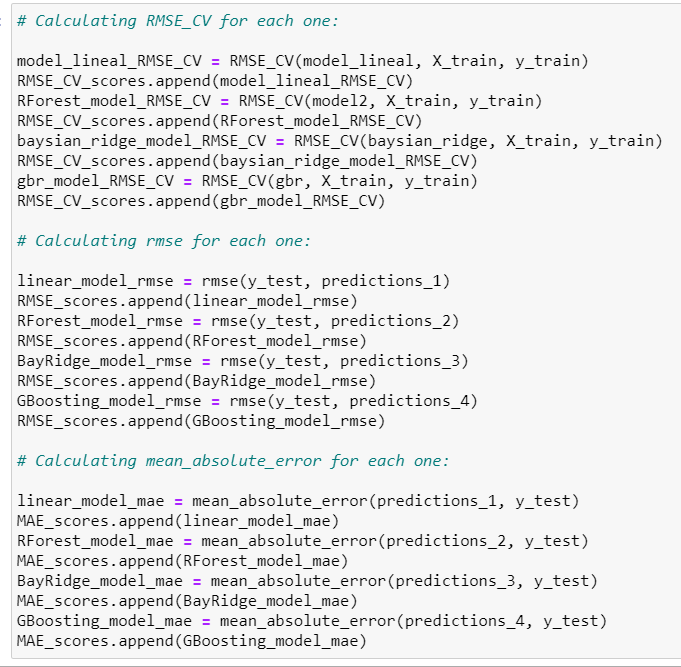 # Calculating RMSE_CV for each one:
model_lineal_RMSE_CV = RMSE_CV(model_lineal, X_train, y_train)
RMSE_CV_scores.append(model_lineal_RMSE_CV)
RForest_model_RMSE_CV = RMSE_CV(model2, X_train, y_train)
RMSE_CV_scores.append(RForest_model_RMSE_CV)
baysian_ridge_model_RMSE_CV = RMSE_CV(baysian_ridge, X_train, y_train)
RMSE_CV_scores.append(baysian_ridge_model_RMSE_CV)
gbr_model_RMSE_CV = RMSE_CV(gbr, X_train, y_train)
RMSE_CV_scores.append(gbr_model_RMSE_CV)
# Calculating rmse for each one:
linear_model_rmse = rmse(y_test, predictions_1)
RMSE_scores.append(linear_model_rmse)
RForest_model_rmse = rmse(y_test, predictions_2)
RMSE_scores.append(RForest_model_rmse)
BayRidge_model_rmse = rmse(y_test, predictions_3)
RMSE_scores.append(BayRidge_model_rmse)
GBoosting_model_rmse = rmse(y_test, predictions_4)
RMSE_scores.append(GBoosting_model_rmse)
# Calculating mean_absolute_error for each one:
linear_model_mae = mean_absolute_error(predictions_1, y_test)
MAE_scores.append(linear_model_mae)
RForest_model_mae = mean_absolute_error(predictions_2, y_test)
MAE_scores.append(RForest_model_mae)
BayRidge_model_mae = mean_absolute_error(predictions_3, y_test)
MAE_scores.append(BayRidge_model_mae)
GBoosting_model_mae = mean_absolute_error(predictions_4, y_test)
MAE_scores.append(GBoosting_model_mae)